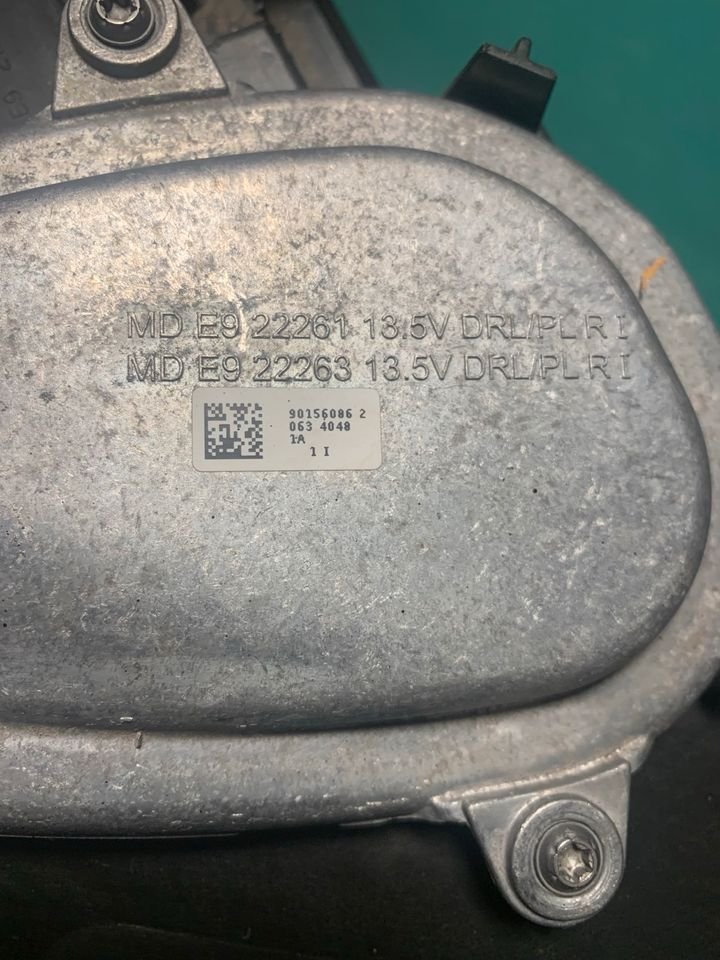 MD E9 22261 13.5V DRL/PL R I
MD E9 22263 13.5V DRL/PL R I
90156086 2
063 4048
1A
1 I